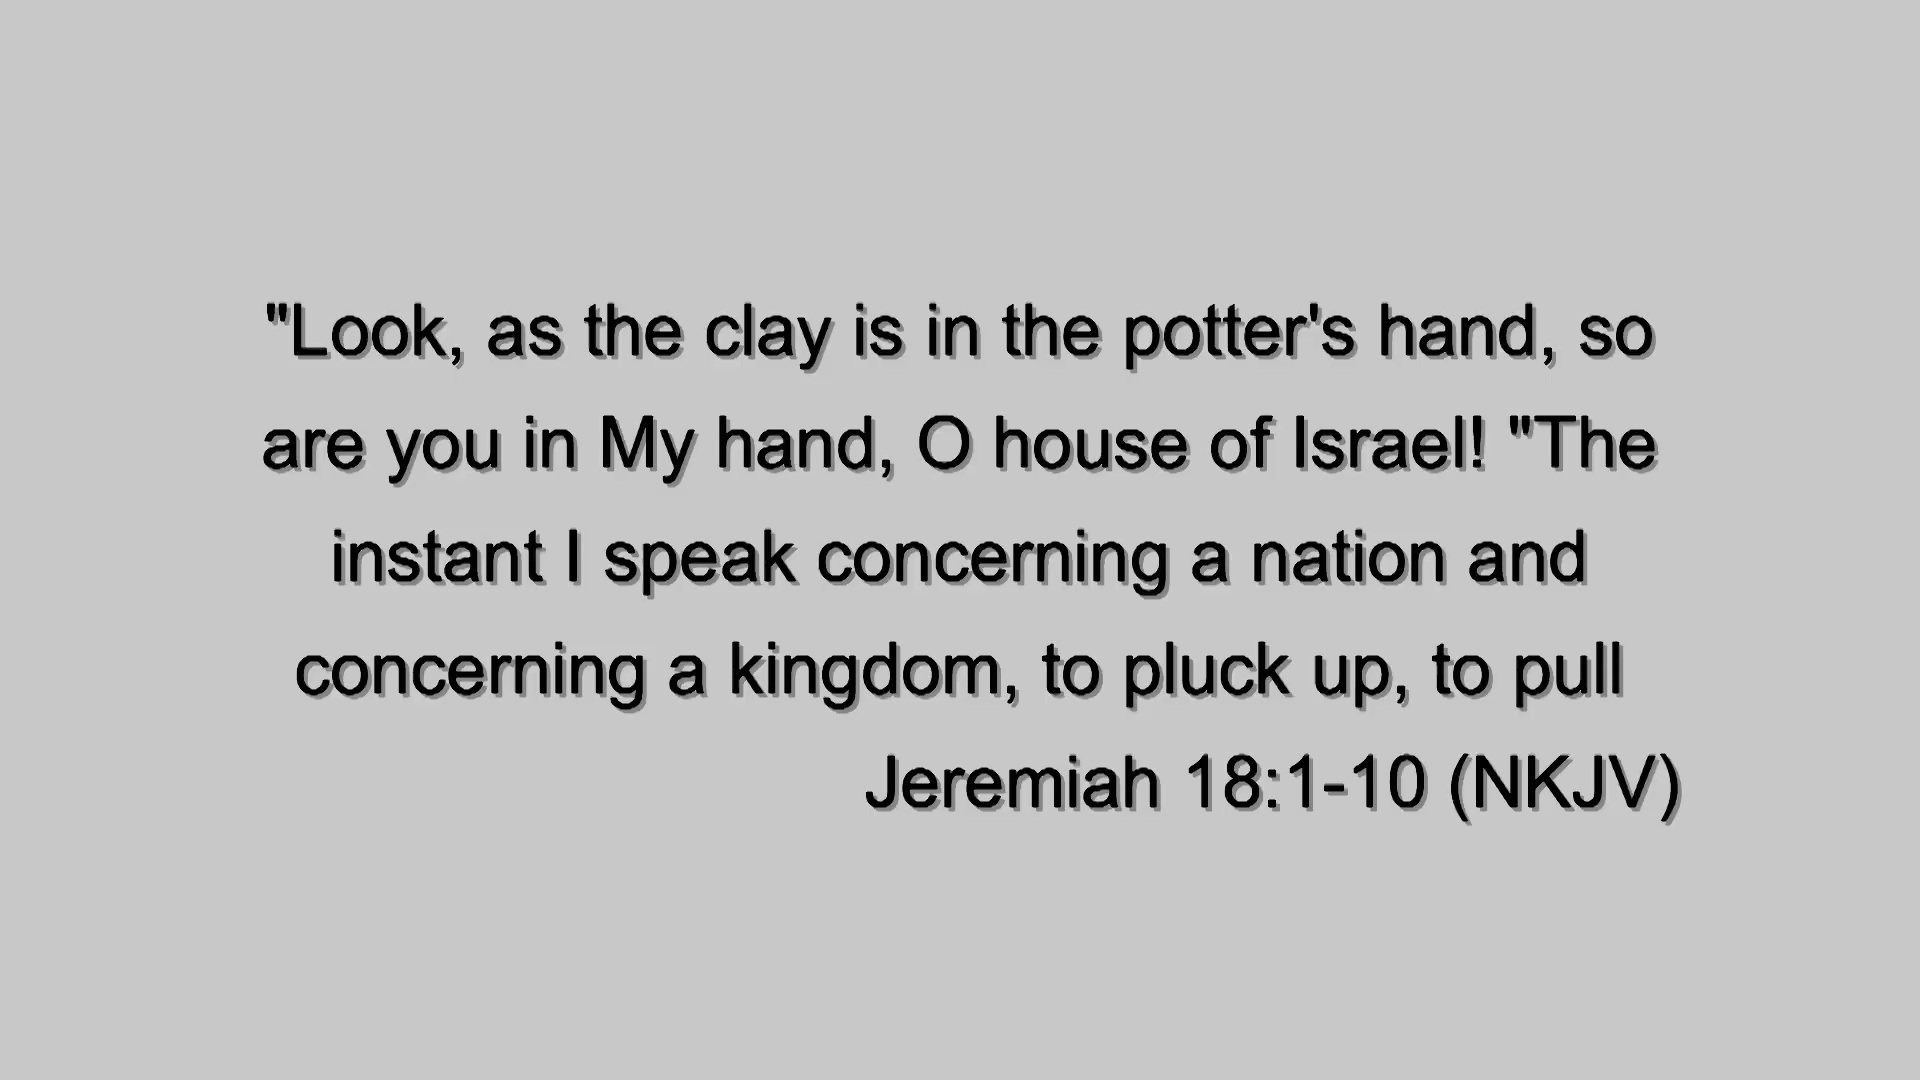 "Look, as the clay is in the potter's hand, so
are you in My hand, O house of Israel! "The
instant I speak concerning a nation and
concerning a kingdom, to pluck up, to pull
Jeremiah 18:1-10 (NKJV)